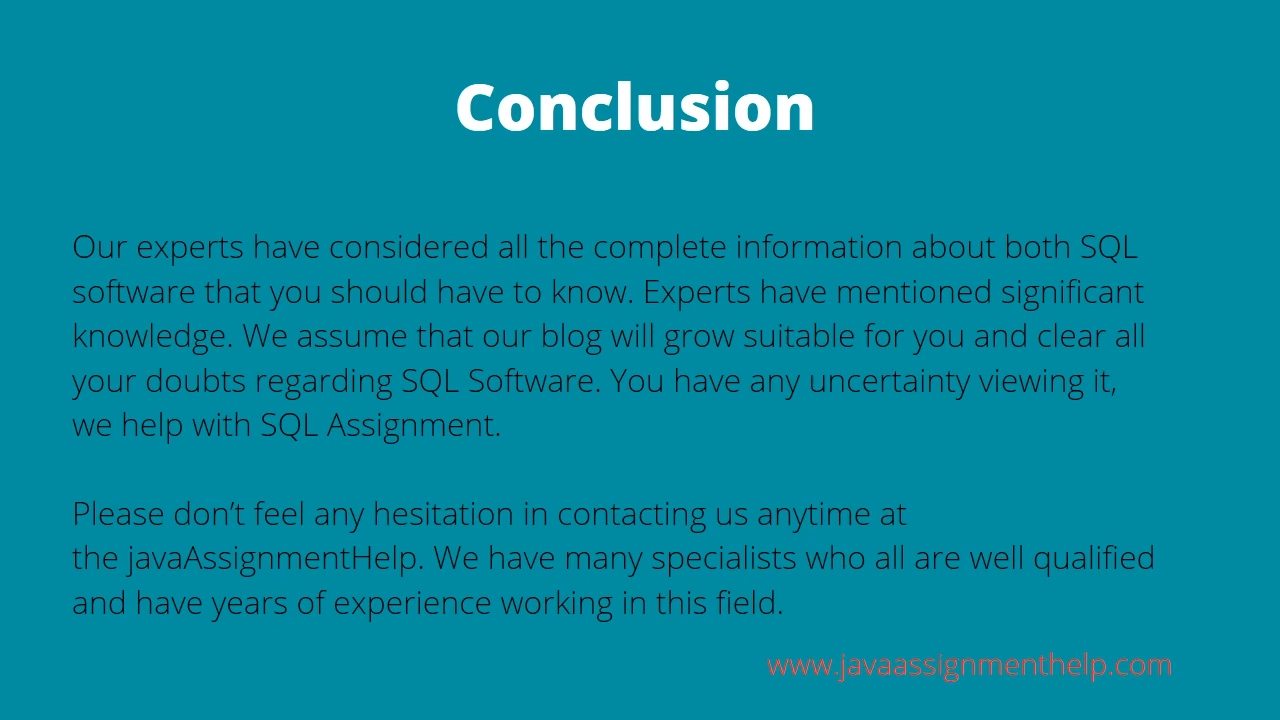 Conclusion
Our experts have considered all the complete information about both SQL
software that you should have to know. Experts have mentioned significant
knowledge. We assume that our blog will grow suitable for you and clear all
your doubts regarding SQL Software. You have any uncertainty viewing it,
we help with SQL Assignment.
Please don’t feel any hesitation in contacting us anytime at
the javaAssignmentHelp. We have many specialists who all are well qualified
and have years of experience working in this field.
www.javaassignmenthelp.com